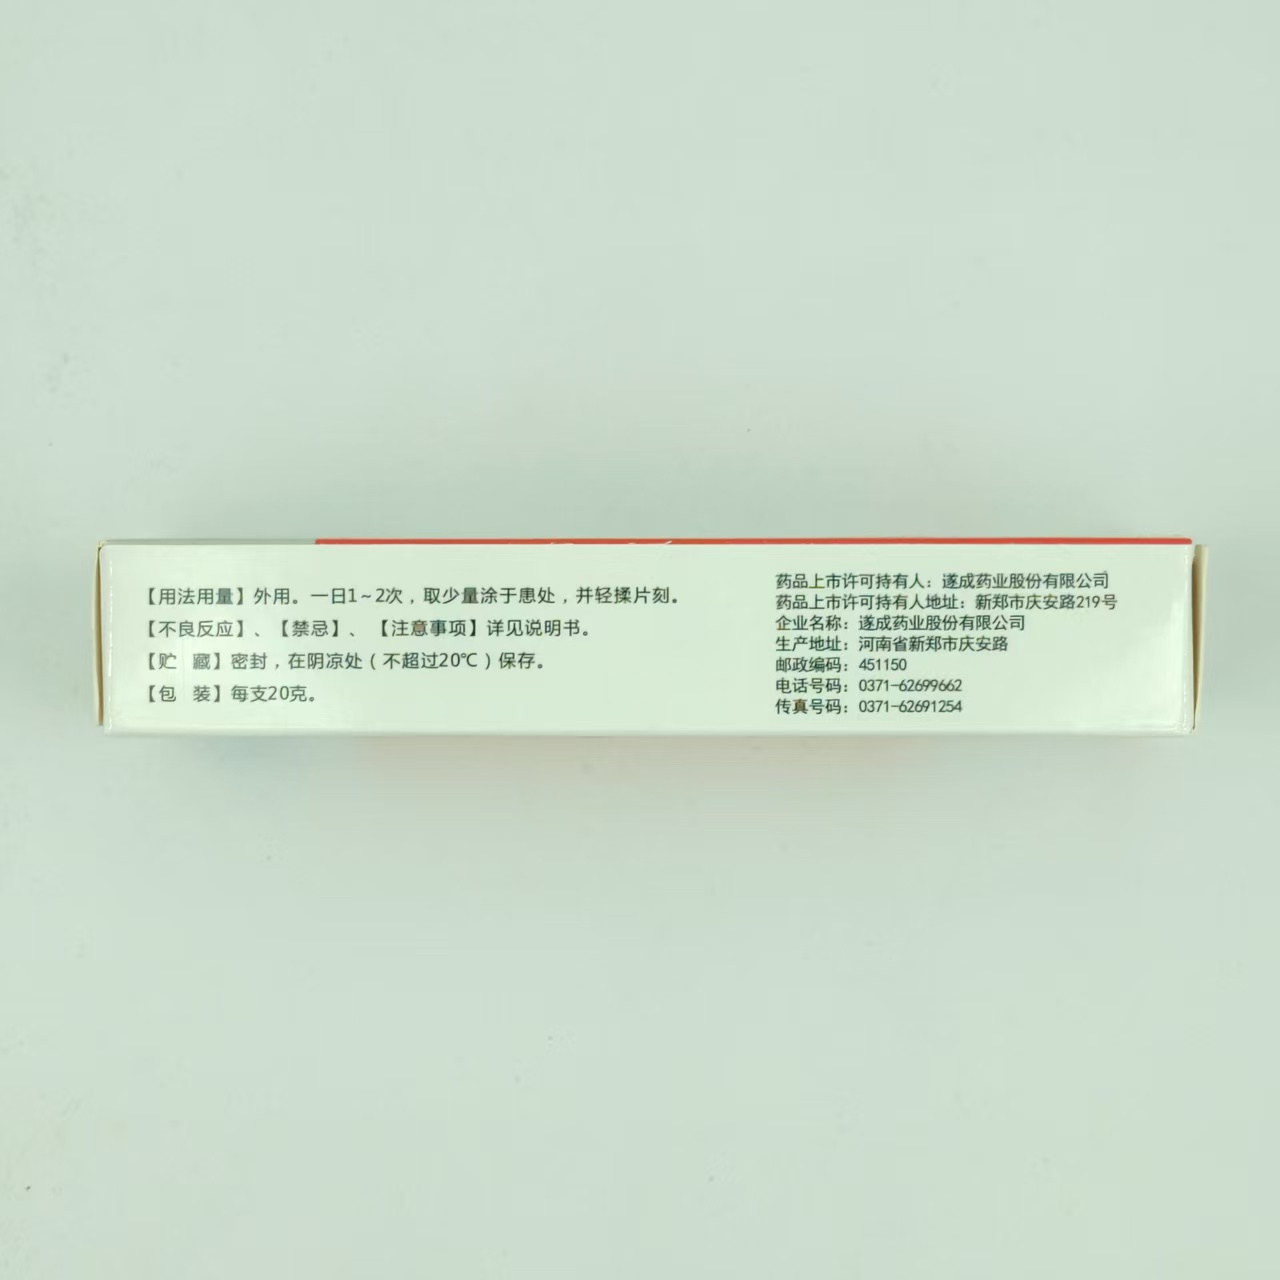 【用法用量】外用。一日1~2次，取少量涂于患处，并轻揉片刻。
【不良反应】、【禁忌】、【注意事项】详见说明书。
【贮 藏】密封，在阴凉处（不超过20℃）保存。
【包 装】每支20克。
药品上市许可持有人：遂成药业股份有限公司
药品上市许可持有人地址：新郑市庆安路219号
企业名称：遂成药业股份有限公司
生产地址：河南省新郑市庆安路
邮政编码：451150
电话号码：0371-62699662
传真号码：0371-62691254